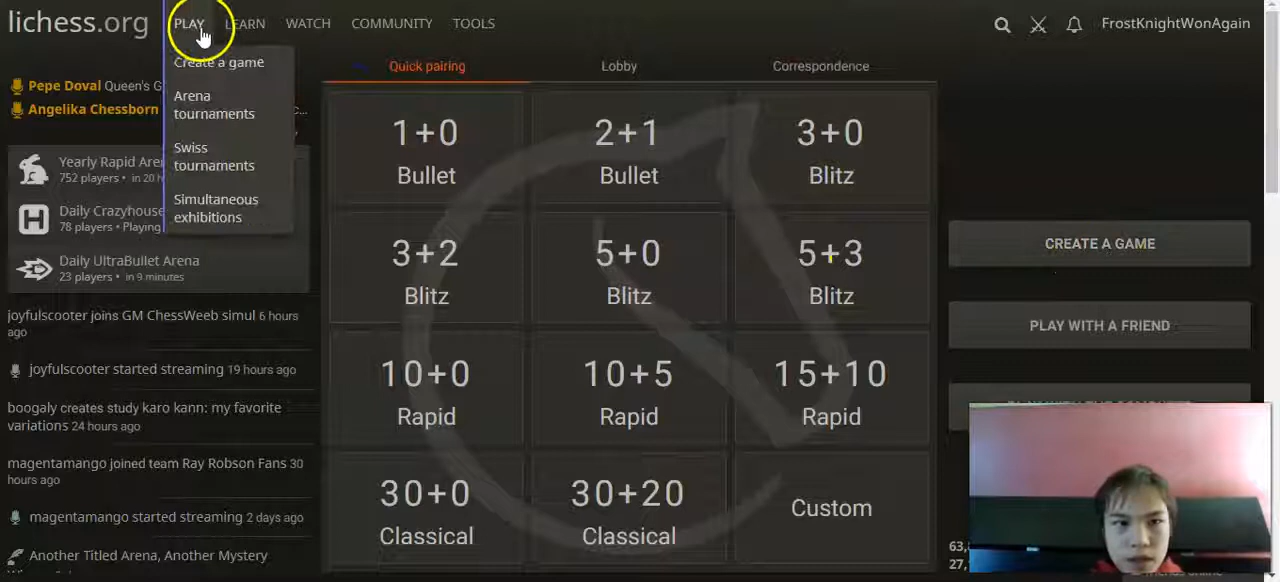 lichess.org
PLAY LEARN WATCH COMMUNITY TOOLS
FrostKnightWonAgain
Create a game
Arena
tournaments
Swiss
tournaments
Simultaneous
exhibitions
Pepe Doval Queen's G
Angelika Chessborn c...
Yearly Rapid Aren
752 players • in 20 h
Daily Crazyhouse
78 players • Playing
Daily UltraBullet Arena
23 players • in 9 minutes
joyfulscooter joins GM ChessWeeb simul 6 hours
ago
joyfulscooter started streaming 19 hours ago
boogaly creates study karo kann: my favorite
variations 24 hours ago
magentamango joined team Ray Robson Fans 30
hours ago
magentamango started streaming 2 days ago
Another Titled Arena, Another Mystery
Quick pairing Lobby Correspondence
1+0 2+1 3+0
Bullet Bullet Blitz
3+2 5+0 5+3
Blitz Blitz Blitz
10+0 10+5 15+10
Rapid Rapid Rapid
30+0 30+20 Custom
Classical Classical
CREATE A GAME
PLAY WITH A FRIEND
63,
27,